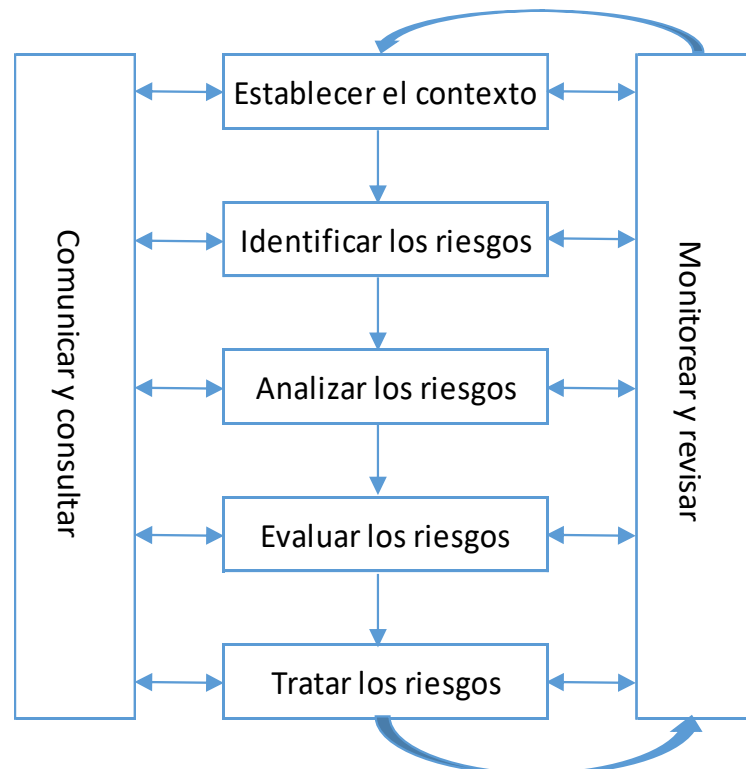 Establecer el contexto
Identificar los riesgos
Analizar los riesgos
Evaluar los riesgos
Tratar los riesgos
Comunicar y consultar
Monitorear y revisar